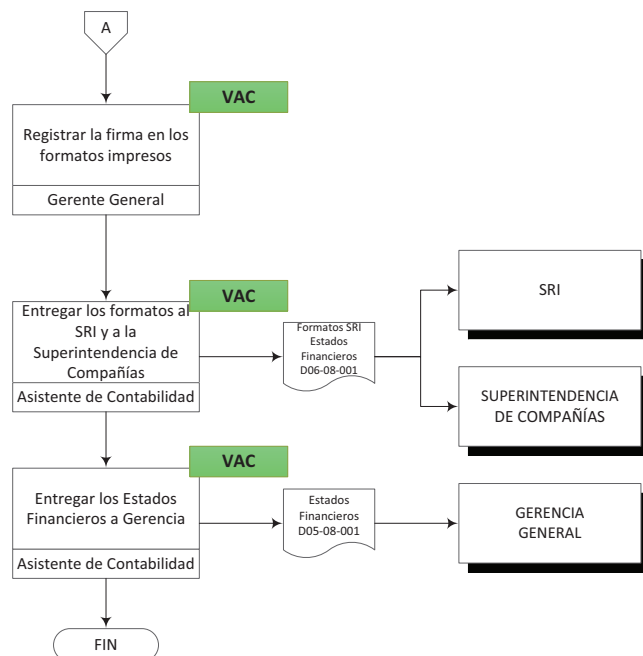 A
VAC
Registrar la firma en los
formatos impresos
Gerente General
VAC
Entregar los formatos al
SRI y a la
Superintendencia de
Compañías
Asistente de Contabilidad
Formatos SRI
Estados
Financieros
D06-08-001
SRI
SUPERINTENDENCIA
DE COMPAÑÍAS
VAC
Entregar los Estados
Financieros a Gerencia
Asistente de Contabilidad
Estados
Financieros
D05-08-001
GERENCIA
GENERAL
FIN